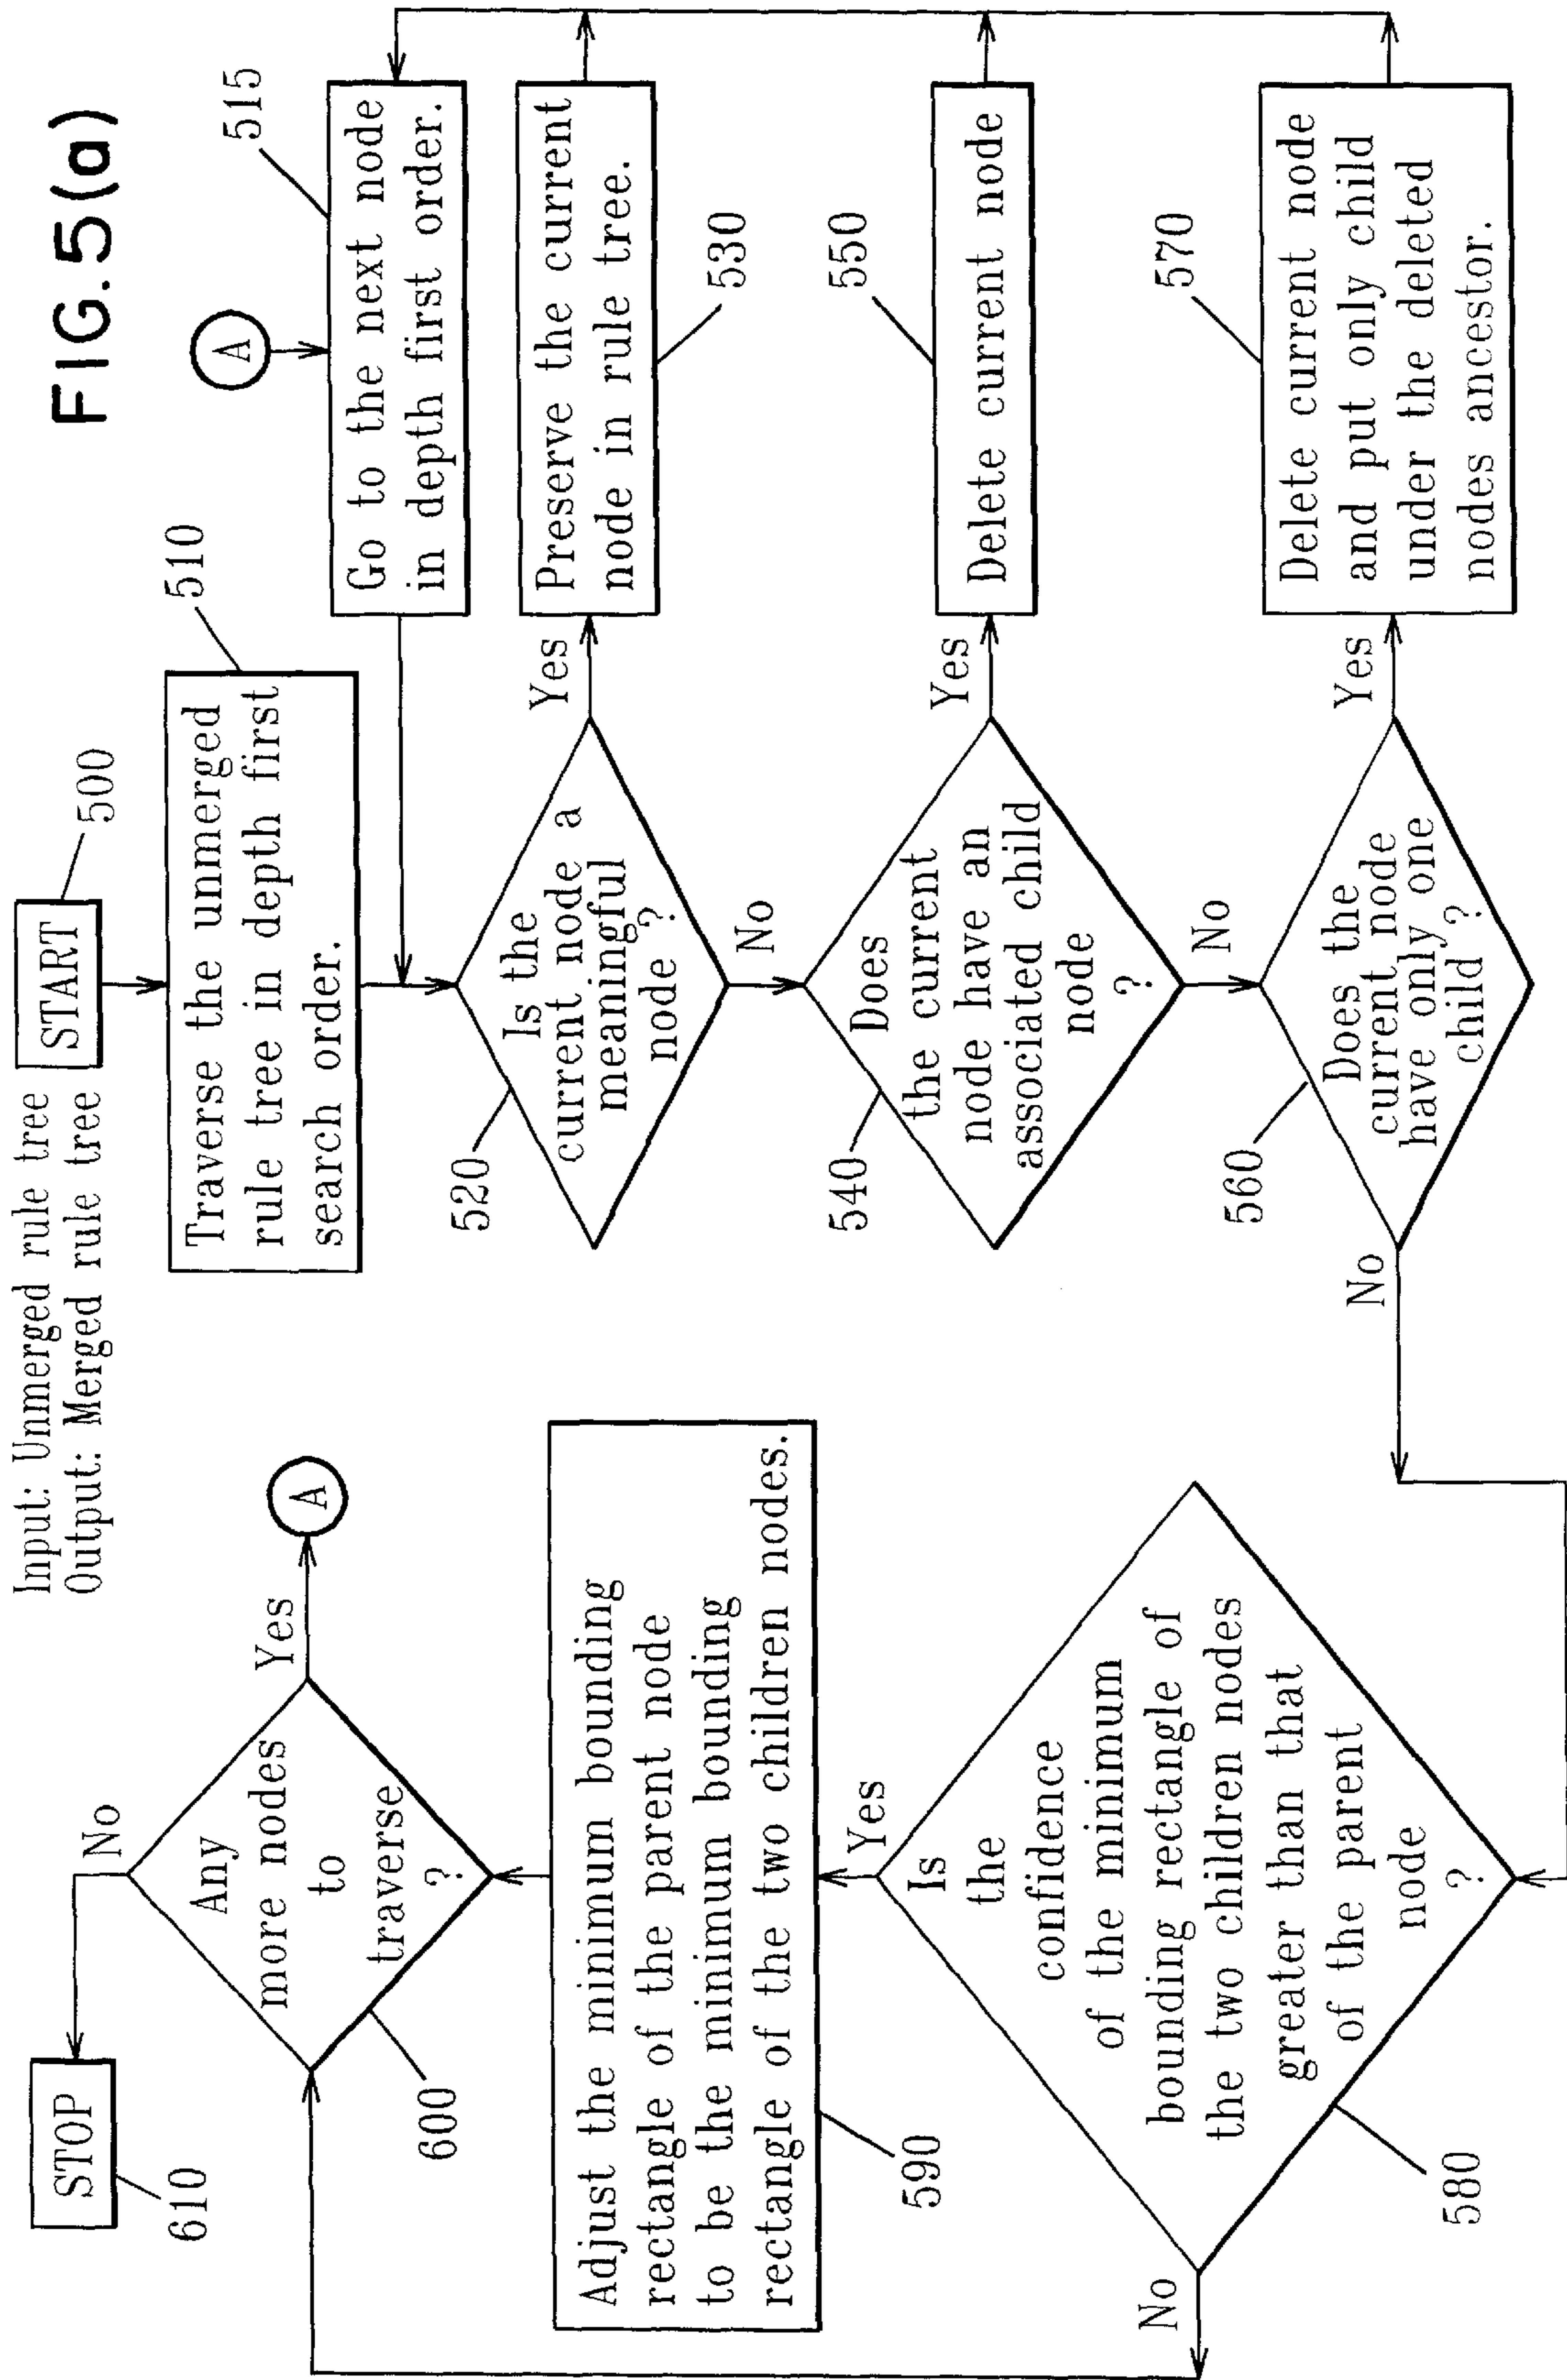 FIG.5(a)
Input: Unmerged rule tree
Output: Merged rule tree
START
500
Traverse the unmerged
rule tree in depth first
search order.
510
A
Go to the next node
in depth first order.
515
Is the
current node a
meaningful
node ?
520
Yes
No
Preserve the current
node in rule tree.
530
Does
the current
node have an
associated child
node
?
540
Yes
No
Delete current node
550
Does the
current node
have only one
child ?
560
Yes
No
Delete current node
and put only child
under the deleted
nodes ancestor.
570
Is
the
confidence
of the minimum
bounding rectangle of
the two children nodes
greater than that
of the parent
node
?
580
Yes
No
Adjust the minimum bounding
rectangle of the parent node
to be the minimum bounding
rectangle of the two children nodes.
590
Any
more nodes
to
traverse
?
600
Yes
No
A
STOP
610